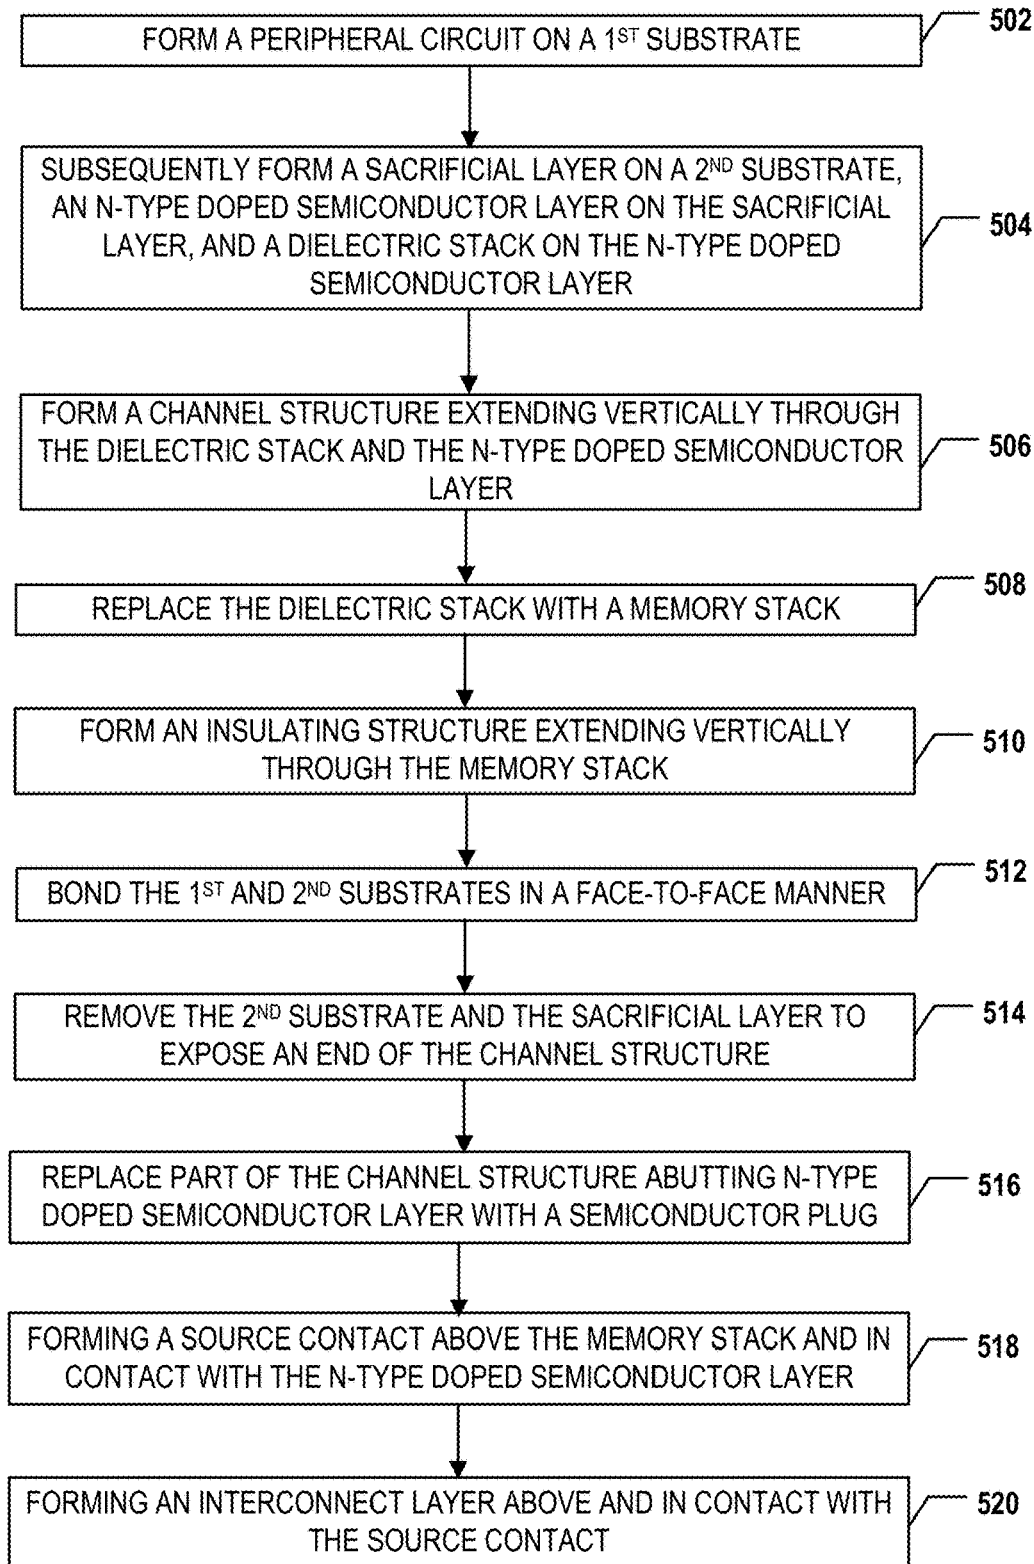 FORM A PERIPHERAL CIRCUIT ON A 1ST SUBSTRATE
502
SUBSEQUENTLY FORM A SACRIFICIAL LAYER ON A 2ND SUBSTRATE,
AN N-TYPE DOPED SEMICONDUCTOR LAYER ON THE SACRIFICIAL
LAYER, AND A DIELECTRIC STACK ON THE N-TYPE DOPED
SEMICONDUCTOR LAYER
504
FORM A CHANNEL STRUCTURE EXTENDING VERTICALLY THROUGH
THE DIELECTRIC STACK AND THE N-TYPE DOPED SEMICONDUCTOR
LAYER
506
REPLACE THE DIELECTRIC STACK WITH A MEMORY STACK
508
FORM AN INSULATING STRUCTURE EXTENDING VERTICALLY
THROUGH THE MEMORY STACK
510
BOND THE 1ST AND 2ND SUBSTRATES IN A FACE-TO-FACE MANNER
512
REMOVE THE 2ND SUBSTRATE AND THE SACRIFICIAL LAYER TO
EXPOSE AN END OF THE CHANNEL STRUCTURE
514
REPLACE PART OF THE CHANNEL STRUCTURE ABUTTING N-TYPE
DOPED SEMICONDUCTOR LAYER WITH A SEMICONDUCTOR PLUG
516
FORMING A SOURCE CONTACT ABOVE THE MEMORY STACK AND IN
CONTACT WITH THE N-TYPE DOPED SEMICONDUCTOR LAYER
518
FORMING AN INTERCONNECT LAYER ABOVE AND IN CONTACT WITH
THE SOURCE CONTACT
520